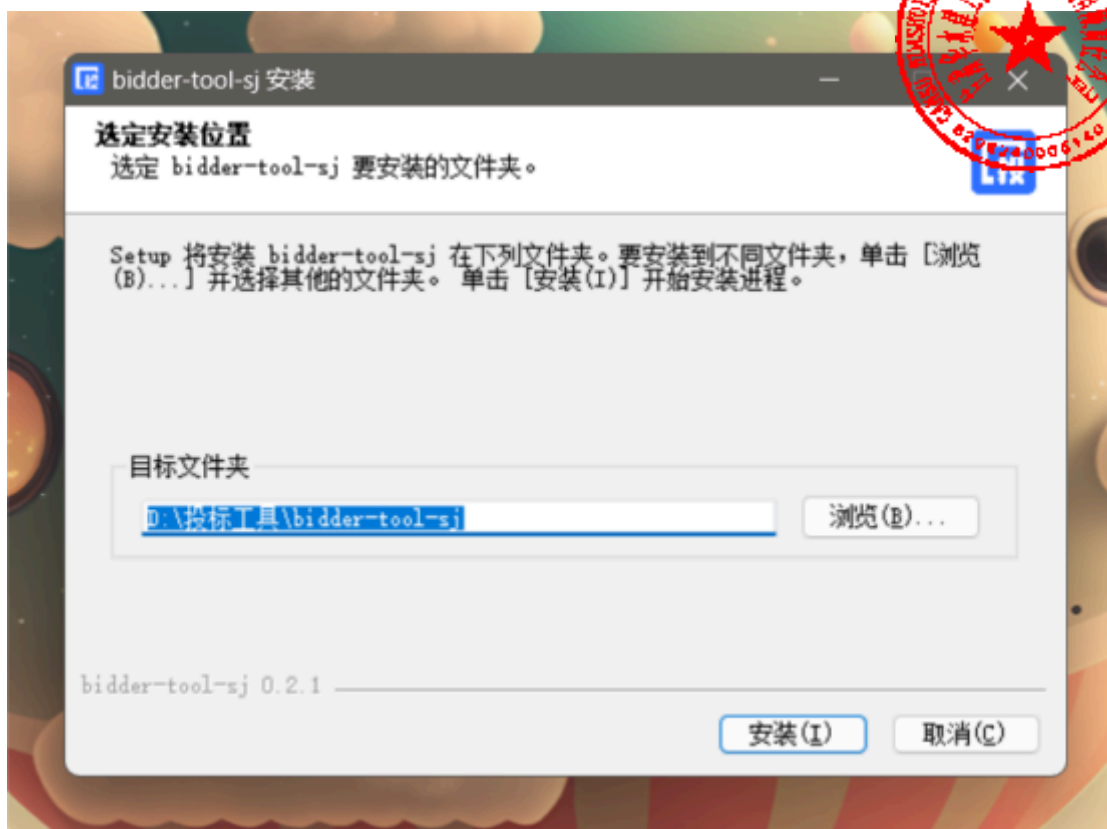 bidder-tool-sj 安装
选定安装位置
选定 bidder-tool-sj 要安装的文件夹。
Setup 将安装 bidder-tool-sj 在下列文件夹。要安装到不同文件夹，单击 [浏览
(B)...] 并选择其他的文件夹。 单击 [安装(I)] 开始安装进程。
目标文件夹
D:\投标工具\bidder-tool-sj
浏览(B)...
bidder-tool-sj 0.2.1
安装(I)
取消(C)